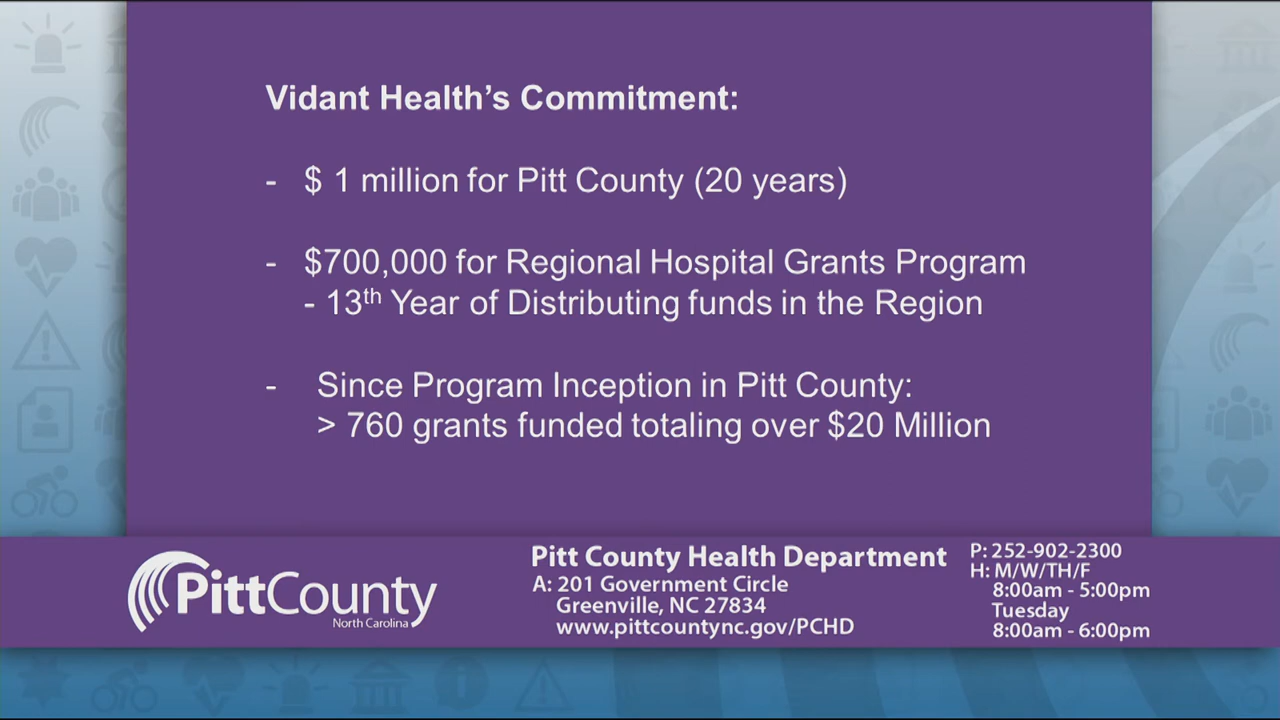 Vidant Health's Commitment:
- $ 1 million for Pitt County (20 years)
- $700,000 for Regional Hospital Grants Program
- 13th Year of Distributing funds in the Region
- Since Program Inception in Pitt County:
> 760 grants funded totaling over $20 Million
PittCounty
North Carolina
Pitt County Health Department
A: 201 Government Circle
Greenville, NC 27834
www.pittcountync.gov/PCHD
P: 252-902-2300
H: M/W/TH/F
8:00am - 5:00pm
Tuesday
8:00am - 6:00pm